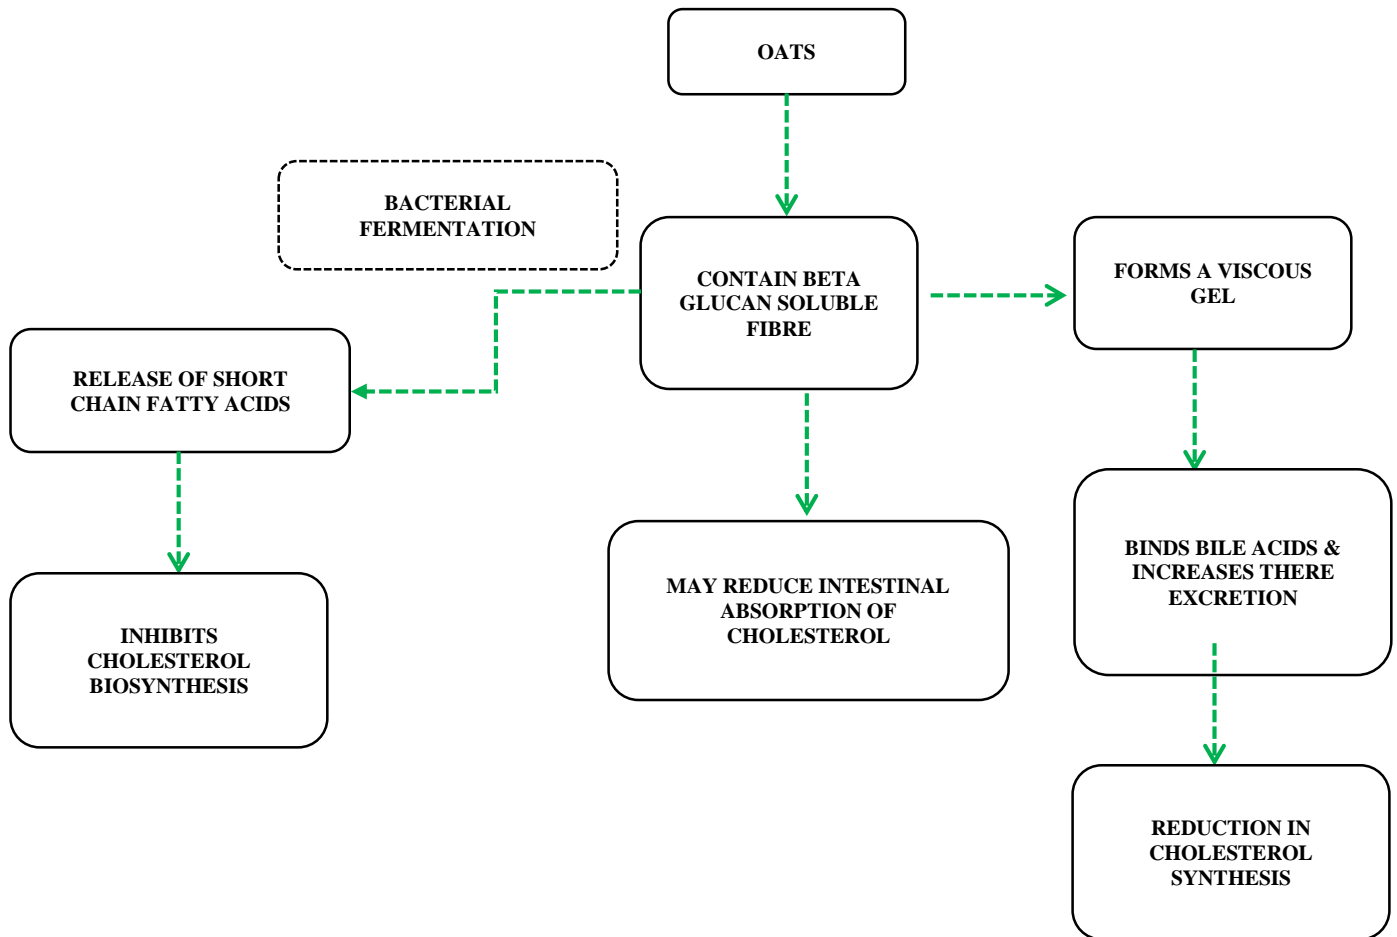 OATS
BACTERIAL
FERMENTATION
CONTAIN BETA
GLUCAN SOLUBLE
FIBRE
FORMS A VISCOUS
GEL
RELEASE OF SHORT
CHAIN FATTY ACIDS
MAY REDUCE INTESTINAL
ABSORPTION OF
CHOLESTEROL
BINDS BILE ACIDS &
INCREASES THERE
EXCRETION
INHIBITS
CHOLESTEROL
BIOSYNTHESIS
REDUCTION IN
CHOLESTEROL
SYNTHESIS